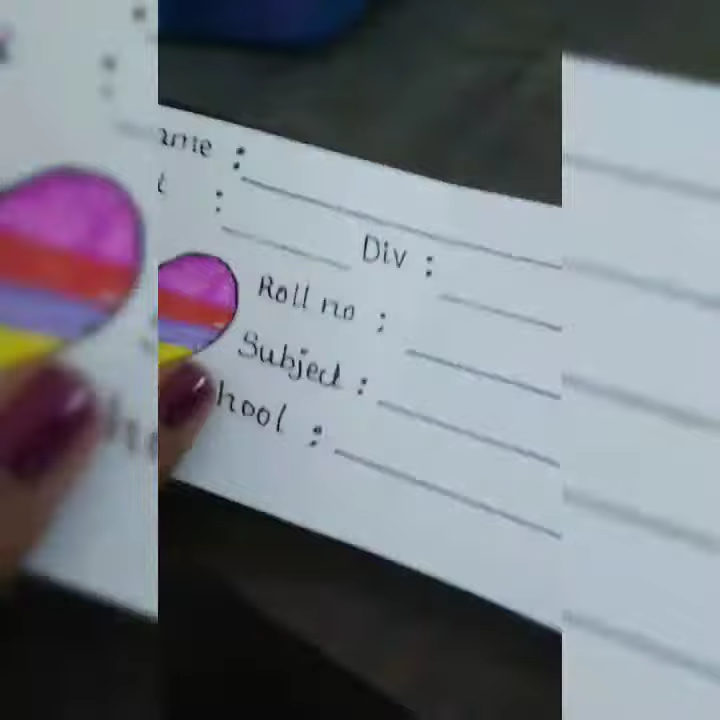 ame :
t :
Div :
Roll no :
Subject :
hool :